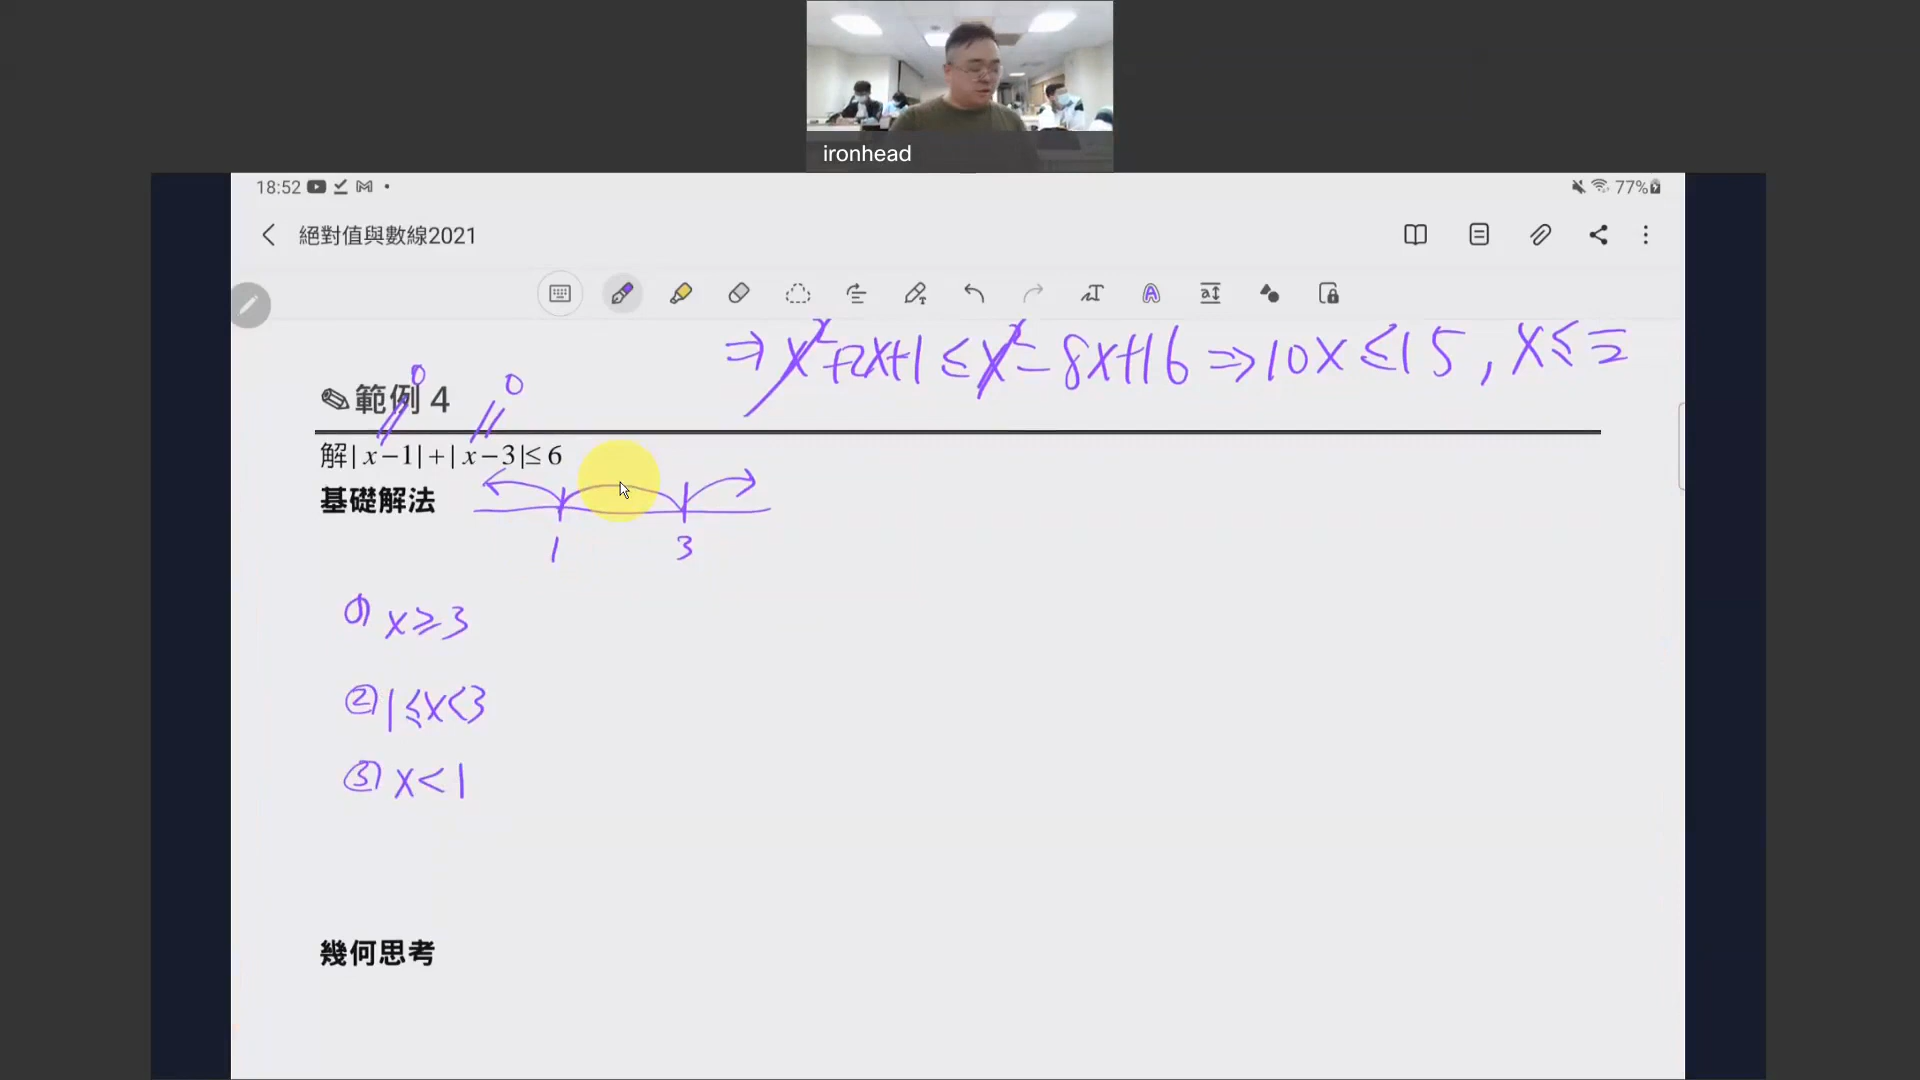 ironhead
18:52
77%
絕對值與數線2021
⇒ x²+2x+1 ≤ x²-8x+16 ⇒ 10x ≤ 15, x ≤
0 0
範例 4
解|x−1|+|x−3|≤6
基礎解法
1 3
① x≥3
② 1≤x<3
③ x<1
幾何思考